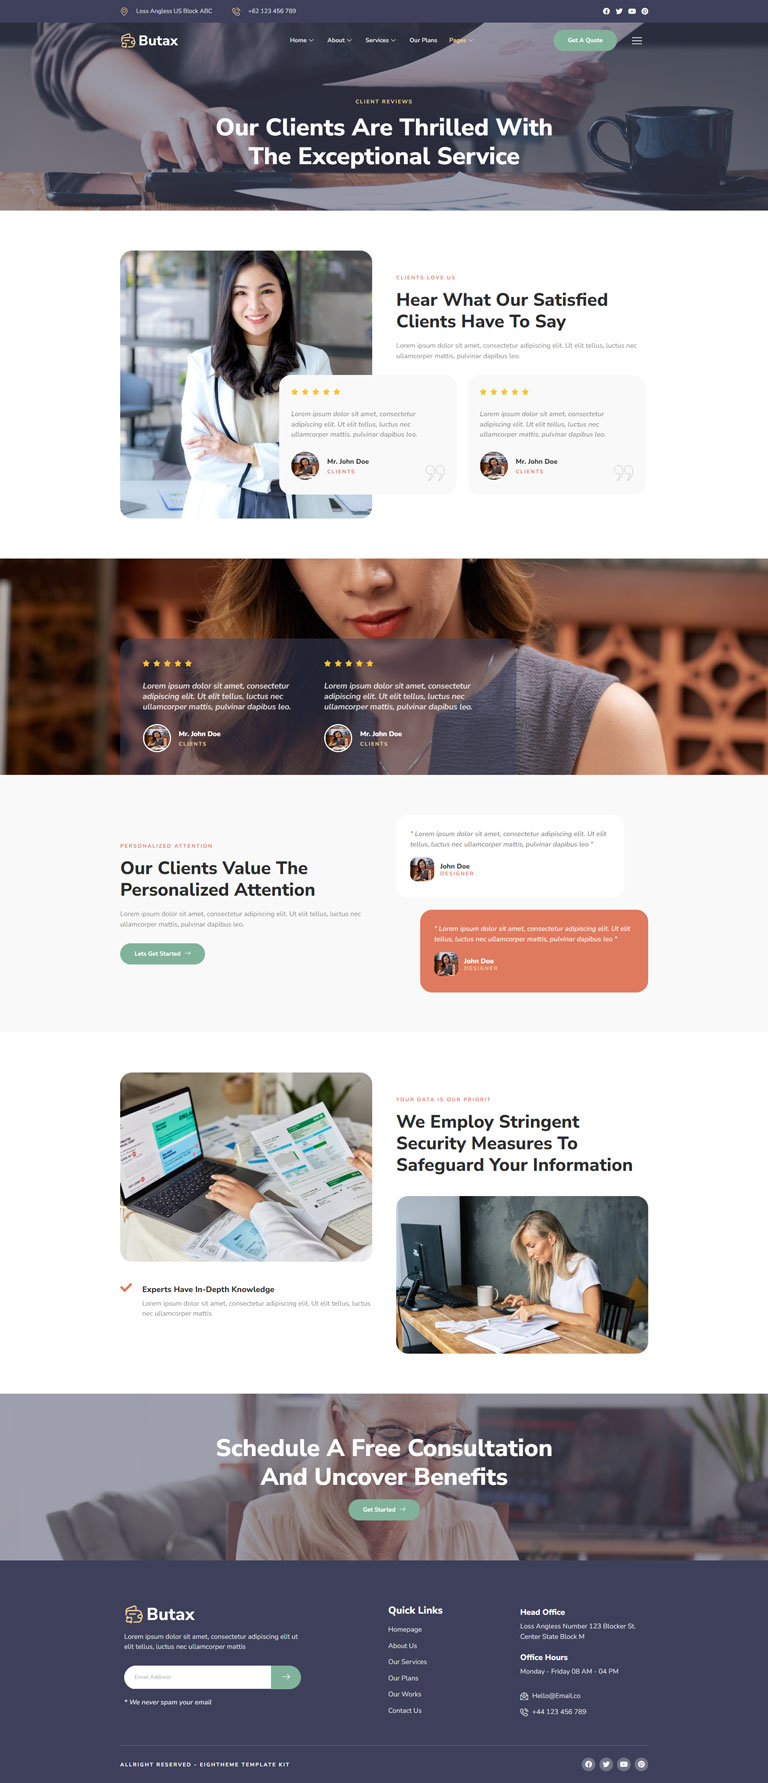 Loss Angless US Block ABC
+62 123 456 789
Butax
Home
About
Services
Our Plans
Pages
Get A Quote
CLIENT REVIEWS
Our Clients Are Thrilled With
The Exceptional Service
CLIENTS LOVE US
Hear What Our Satisfied
Clients Have To Say
Lorem ipsum dolor sit amet, consectetur adipiscing elit. Ut elit tellus, luctus nec
ullamcorper mattis, pulvinar dapibus leo.
Lorem ipsum dolor sit amet, consectetur
adipiscing elit. Ut elit tellus, luctus nec
ullamcorper mattis, pulvinar dapibus leo.
Mr. John Doe
CLIENTS
Lorem ipsum dolor sit amet, consectetur
adipiscing elit. Ut elit tellus, luctus nec
ullamcorper mattis, pulvinar dapibus leo.
Mr. John Doe
CLIENTS
Lorem ipsum dolor sit amet, consectetur
adipiscing elit. Ut elit tellus, luctus nec
ullamcorper mattis, pulvinar dapibus leo.
Mr. John Doe
CLIENTS
Lorem ipsum dolor sit amet, consectetur
adipiscing elit. Ut elit tellus, luctus nec
ullamcorper mattis, pulvinar dapibus leo.
Mr. John Doe
CLIENTS
PERSONALIZED ATTENTION
Our Clients Value The
Personalized Attention
Lorem ipsum dolor sit amet, consectetur adipiscing elit. Ut elit tellus, luctus nec
ullamcorper mattis, pulvinar dapibus leo.
Lets Get Started
" Lorem ipsum dolor sit amet, consectetur adipiscing elit. Ut elit
tellus, luctus nec ullamcorper mattis, pulvinar dapibus leo "
John Doe
DESIGNER
" Lorem ipsum dolor sit amet, consectetur adipiscing elit. Ut elit
tellus, luctus nec ullamcorper mattis, pulvinar dapibus leo "
John Doe
DESIGNER
YOUR DATA IS OUR PRIORIT
We Employ Stringent
Security Measures To
Safeguard Your Information
Experts Have In-Depth Knowledge
Lorem ipsum dolor sit amet, consectetur adipiscing elit. Ut elit tellus, luctus
nec ullamcorper mattis
Schedule A Free Consultation
And Uncover Benefits
Get Started
Butax
Lorem ipsum dolor sit amet, consectetur adipiscing elit ut
elit tellus, luctus nec ullamcorper mattis
Email Address
* We never spam your email
Quick Links
Homepage
About Us
Our Services
Our Plans
Our Works
Contact Us
Head Office
Loss Angless Number 123 Blocker St.
Center State Block M
Office Hours
Monday - Friday 08 AM - 04 PM
Hello@Email.co
+44 123 456 789
ALLRIGHT RESERVED - EIGHTHEME TEMPLATE KIT